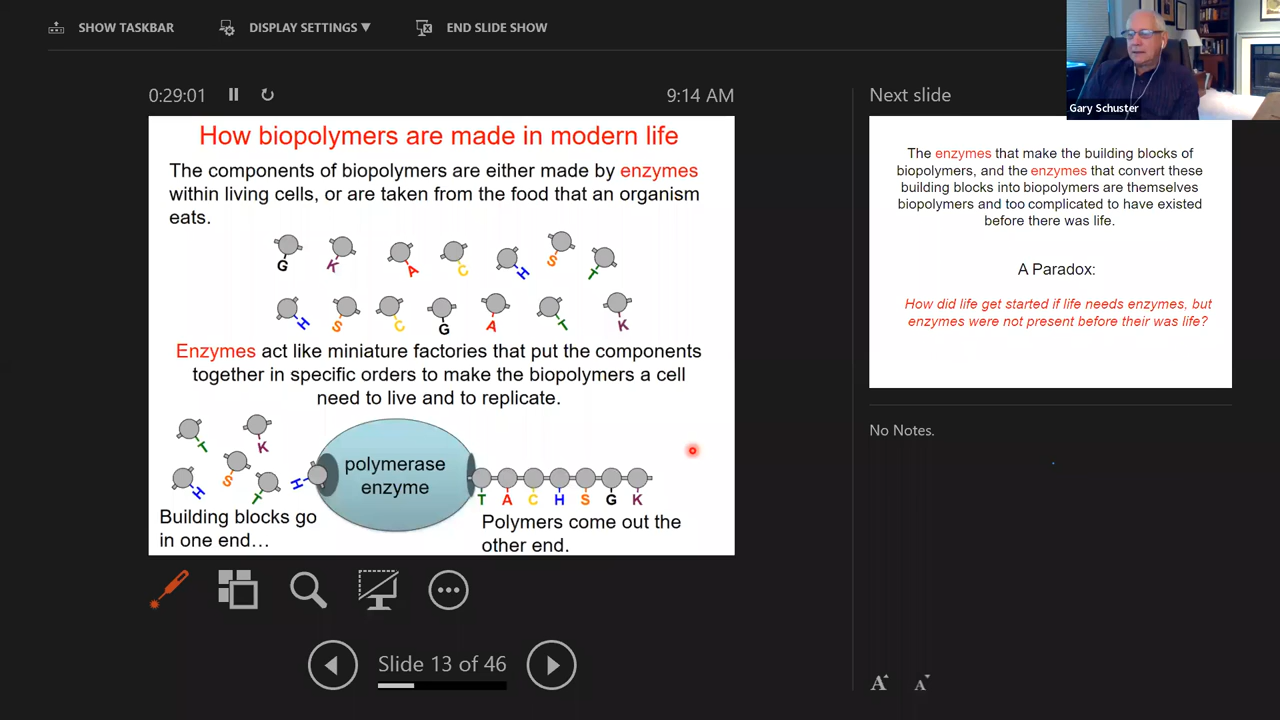 SHOW TASKBAR
DISPLAY SETTINGS ▼
END SLIDE SHOW
Gary Schuster
0:29:01
9:14 AM
How biopolymers are made in modern life
The components of biopolymers are either made by enzymes
within living cells, or are taken from the food that an organism
eats.
G K A C H S T
H S C G A T K
Enzymes act like miniature factories that put the components
together in specific orders to make the biopolymers a cell
need to live and to replicate.
T K
H S T H
polymerase
enzyme
T A C H S G K
Building blocks go
in one end…
Polymers come out the
other end.
Slide 13 of 46
Next slide
The enzymes that make the building blocks of
biopolymers, and the enzymes that convert these
building blocks into biopolymers are themselves
biopolymers and too complicated to have existed
before there was life.
A Paradox:
How did life get started if life needs enzymes, but
enzymes were not present before their was life?
No Notes.
A A